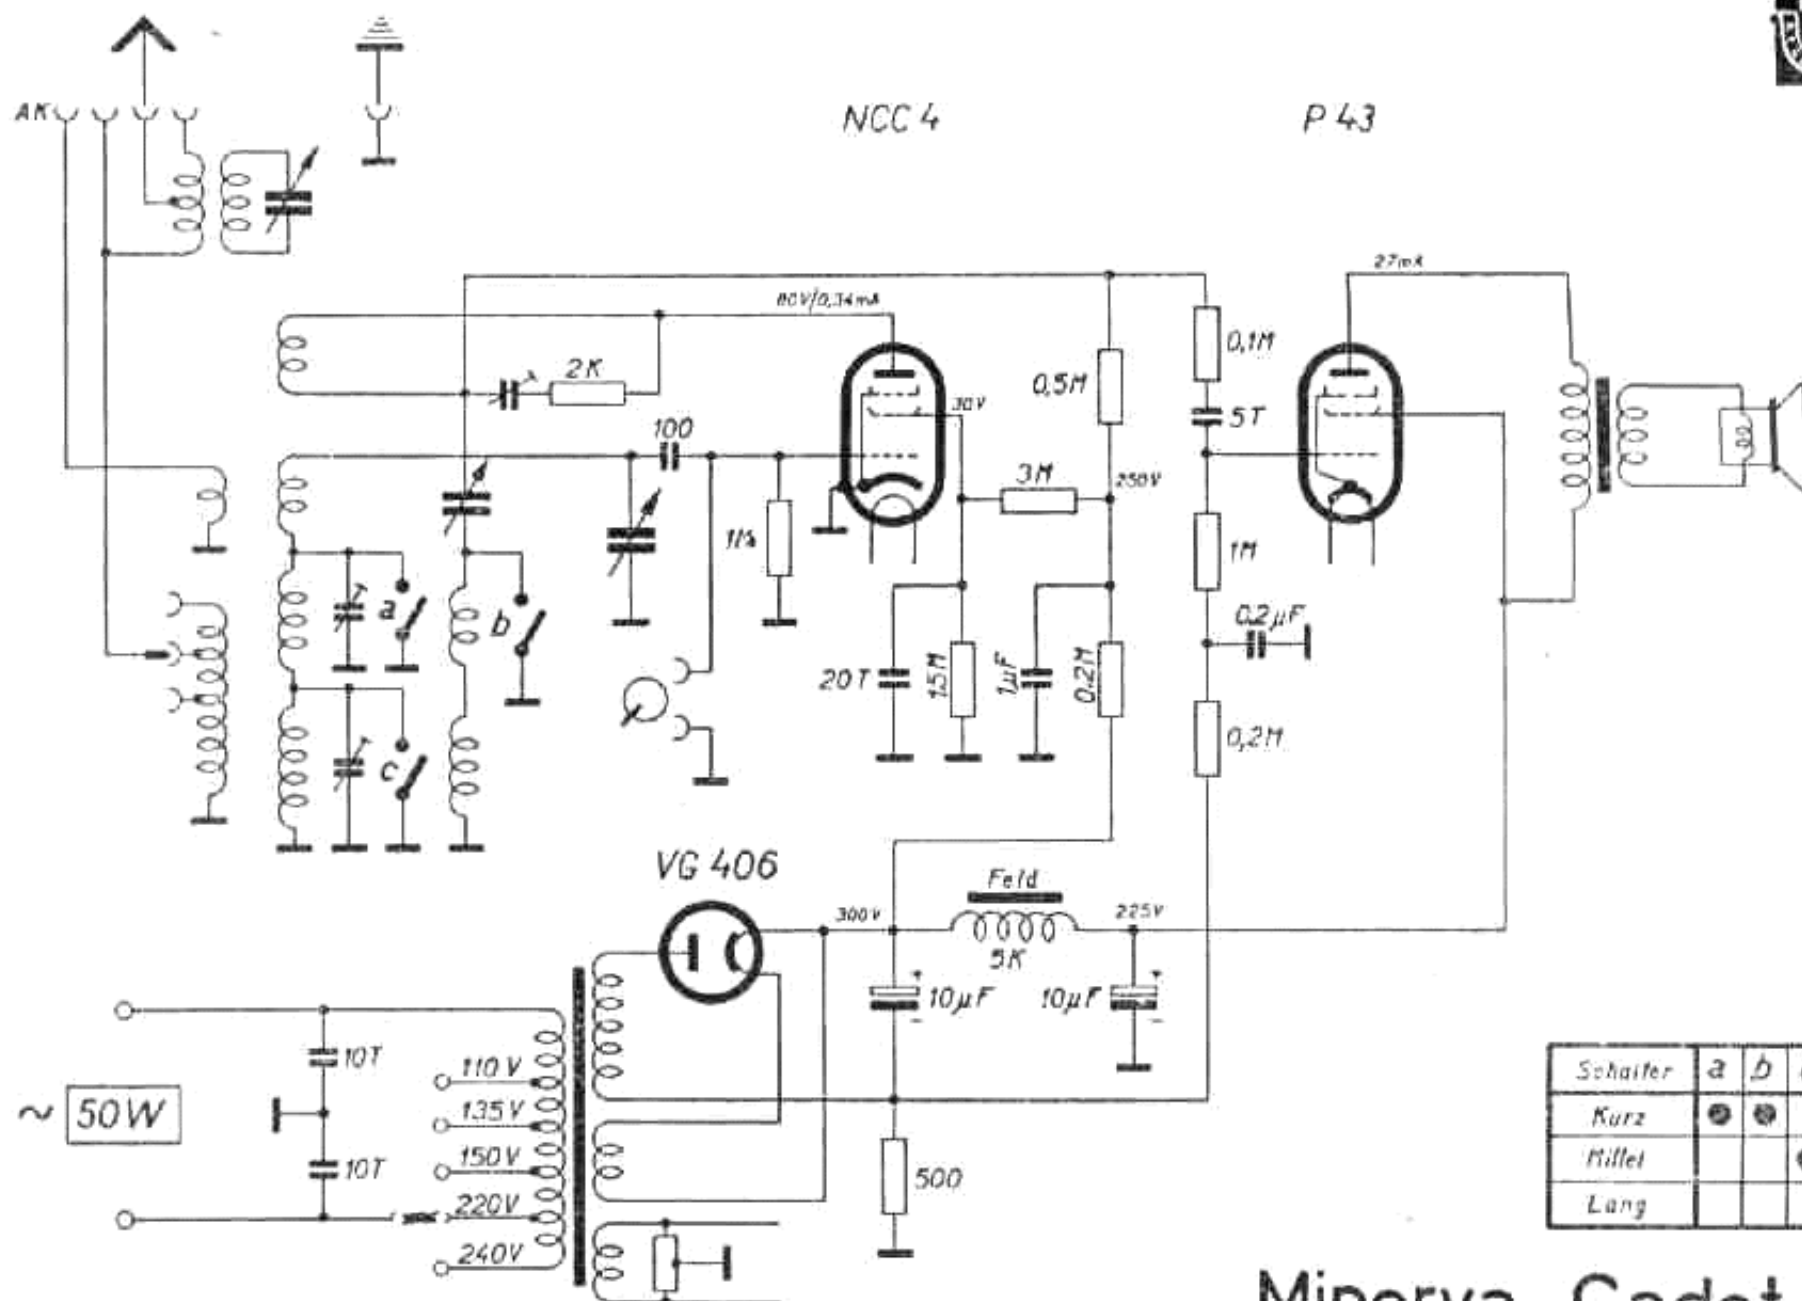 AK
NCC 4
P 43
27mA
80V/0,34mA
0,1M
2K
0,5M
30V
5T
100
3M
250V
1M
a
b
0.2µF
20T
1,5M
1µF
0.2M
0,2M
c
VG 406
Feld
300V
225V
5K
+
+
10µF
10µF
10T
110V
135V
~ 50W
150V
10T
220V
500
240V
Schalter a b
Kurz
Mittel
Lang
Minerva Cadet